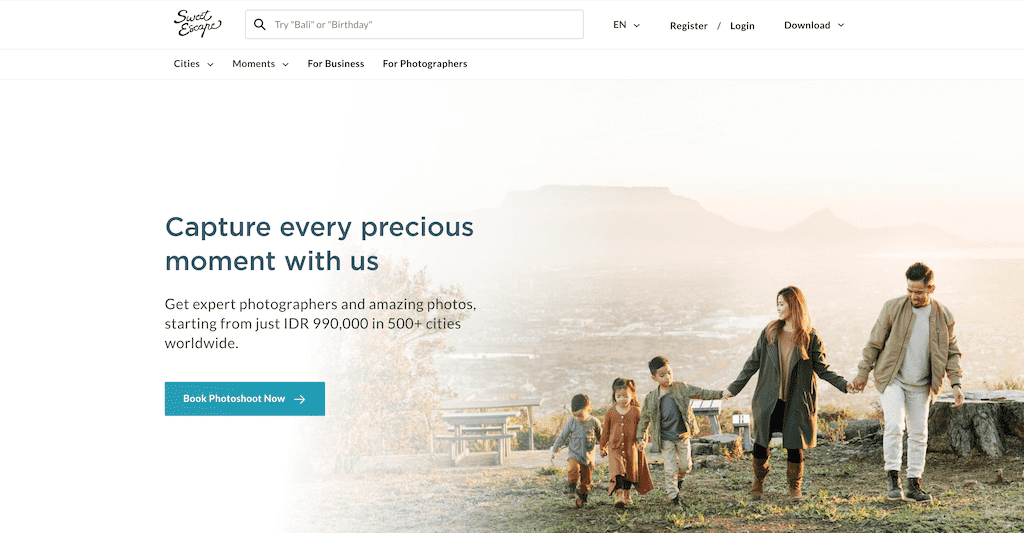 Sweet
Escape
Try "Bali" or "Birthday"
EN
Register / Login
Download
Cities
Moments
For Business
For Photographers
Capture every precious
moment with us
Get expert photographers and amazing photos,
starting from just IDR 990,000 in 500+ cities
worldwide.
Book Photoshoot Now